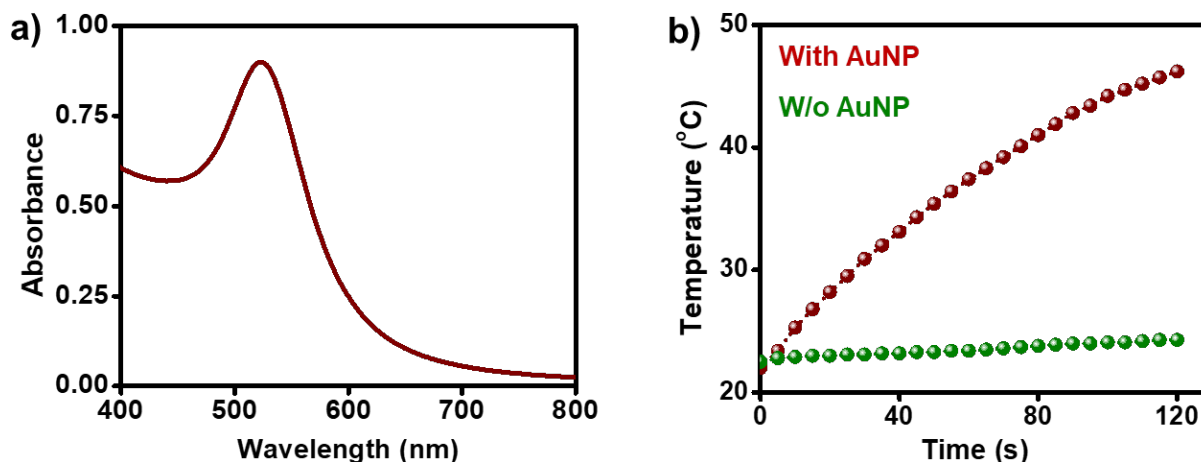 a)
1.00
0.75
0.50
0.25
0.00
Absorbance
400 500 600 700 800
Wavelength (nm)
b)
With AuNP
W/o AuNP
50
40
30
20
Temperature (°C)
0 40 80 120
Time (s)